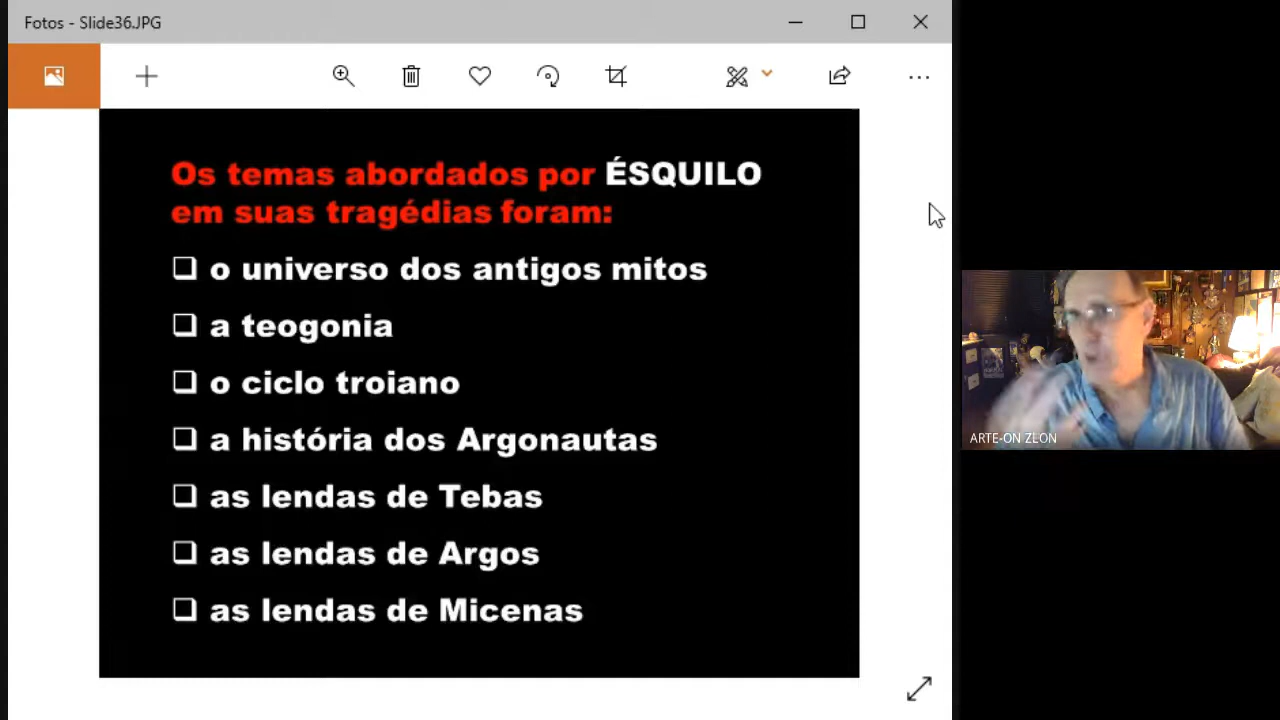 Fotos - Slide36.JPG
Os temas abordados por ÉSQUILO
em suas tragédias foram:
o universo dos antigos mitos
a teogonia
o ciclo troiano
a história dos Argonautas
as lendas de Tebas
as lendas de Argos
as lendas de Micenas
ARTE-ON ZLON